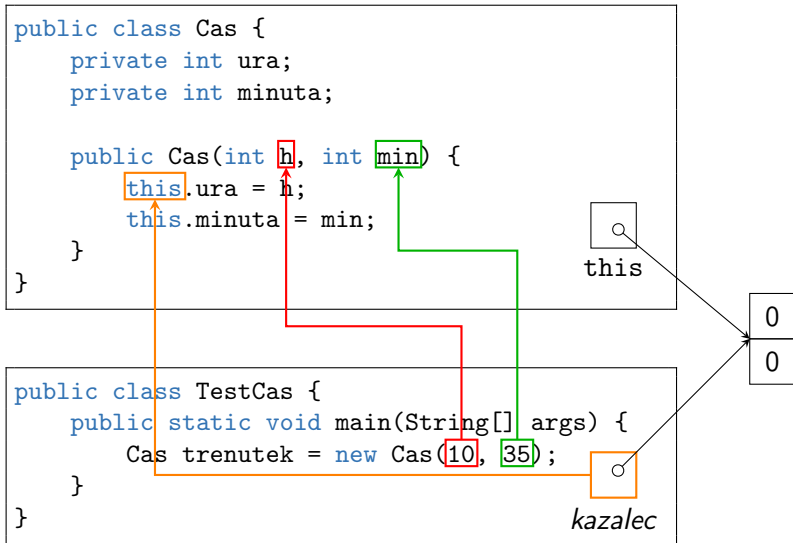 public class Cas {
    private int ura;
    private int minuta;

    public Cas(int h, int min) {
        this.ura = h;
        this.minuta = min;
    }
}
this
0
0
public class TestCas {
    public static void main(String[] args) {
        Cas trenutek = new Cas(10, 35);
    }
}
kazalec